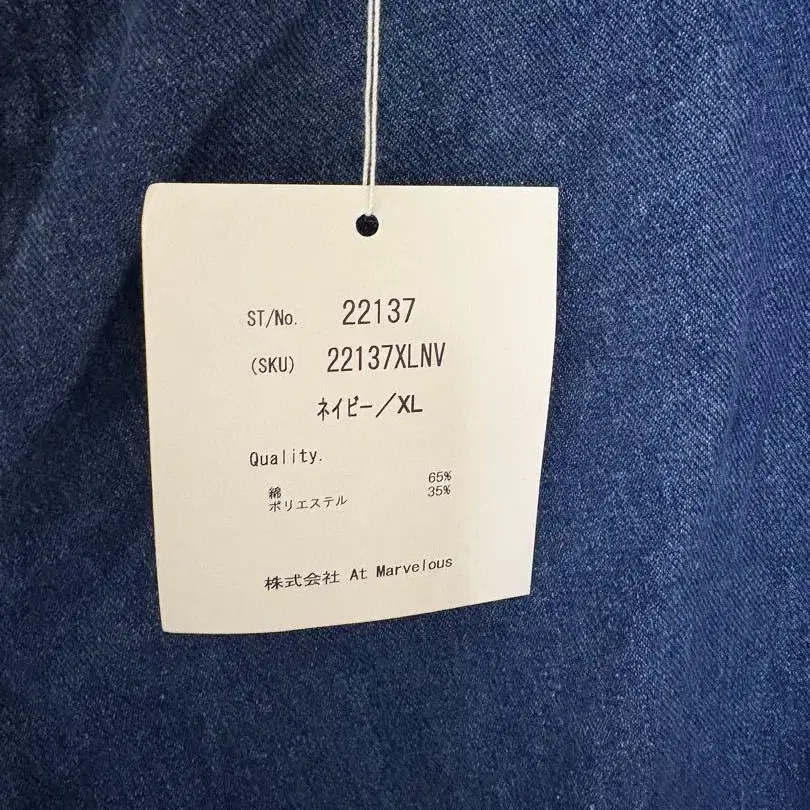 ST/No. 22137
(SKU) 22137XLNV
ネイビー/XL
Quality.
綿 65%
ポリエステル 35%
株式会社 At Marvelous